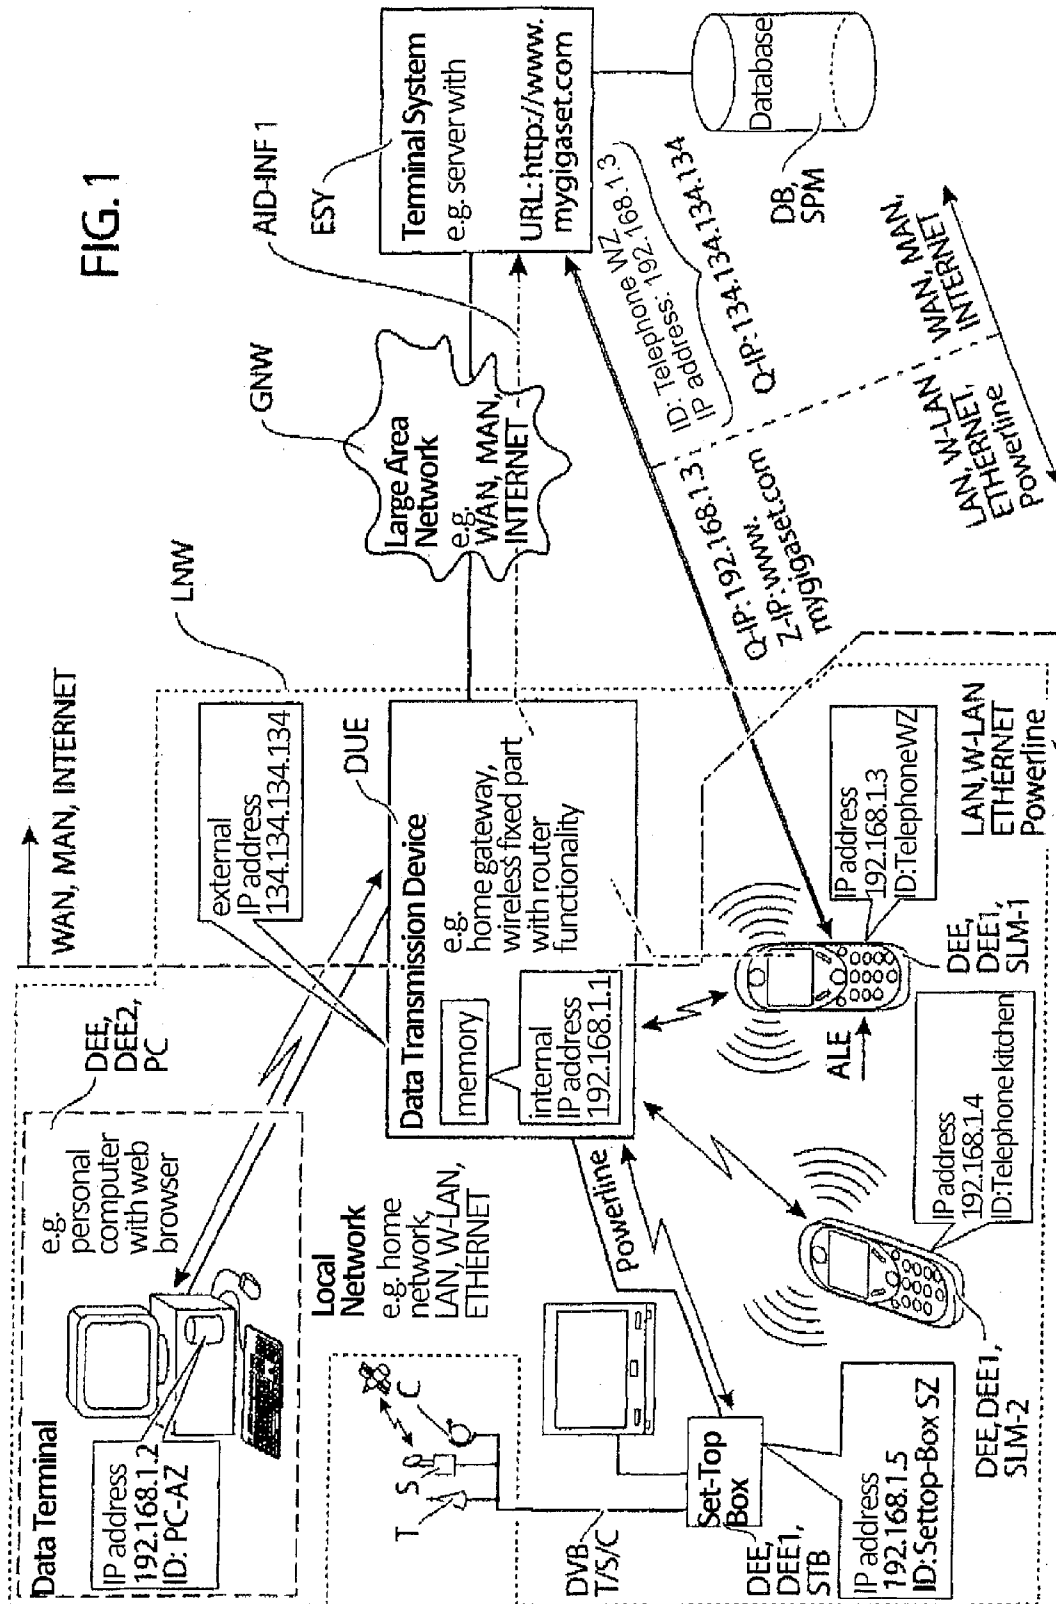 FIG. 1
WAN, MAN, INTERNET
LNW
GNW
AID-INF 1
ESY
Data Terminal
e.g.
personal
computer
with web
browser
IP address
192.168.1.2
ID: PC-AZ
DEE,
DEE2,
PC
external
IP address
134.134.134.134
DUE
Data Transmission Device
e.g.
home gateway,
wireless fixed part
with router
functionality
memory
internal
IP address
192.168.1.1
Large Area
Network
e.g.
WAN, MAN,
INTERNET
Terminal System
e.g. server with
URL:http://www.
mygigaset.com
Database
DB,
SPM
ID: Telephone WZ
IP address: 192.168.1.3
Q-IP: 134.134.134.134
Q-IP:192.168.1.3
Z-IP: www.
mygigaset.com
LAN, W-LAN
ETHERNET
Powerline
WAN, MAN,
INTERNET
Local
Network
e.g. home
network,
LAN, W-LAN,
ETHERNET
Powerline
T
S
C
DVB
T/S/C
Set-Top
Box
DEE,
DEE1,
STB
IP address
192.168.1.5
ID:Settop-Box SZ
DEE, DEE1,
SLM-2
IP address
192.168.1.4
ID:Telephone kitchen
ALE
DEE,
DEE1,
SLM-1
IP address
192.168.1.3
ID:TelephoneWZ
LAN,W-LAN
ETHERNET
Powerline